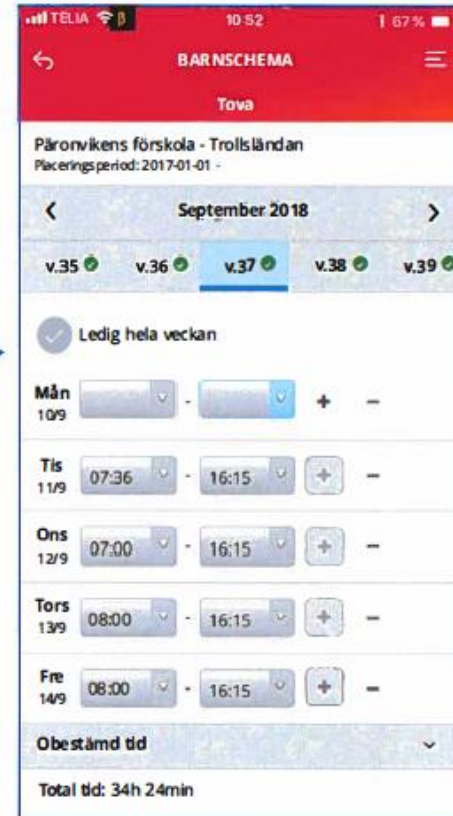 TELIA β 10:52 67 %
BARNSCHEMA
Tova
Päronvikens förskola - Trollsländan
Placeringsperiod: 2017-01-01 -
September 2018
v.35 v.36 v.37 v.38 v.39
Ledig hela veckan
Mån
10/9 - + −
Tis
11/9 07:36 - 16:15 + −
Ons
12/9 07:00 - 16:15 + −
Tors
13/9 08:00 - 16:15 + −
Fre
14/9 08:00 - 16:15 + −
Obestämd tid
Total tid: 34h 24min